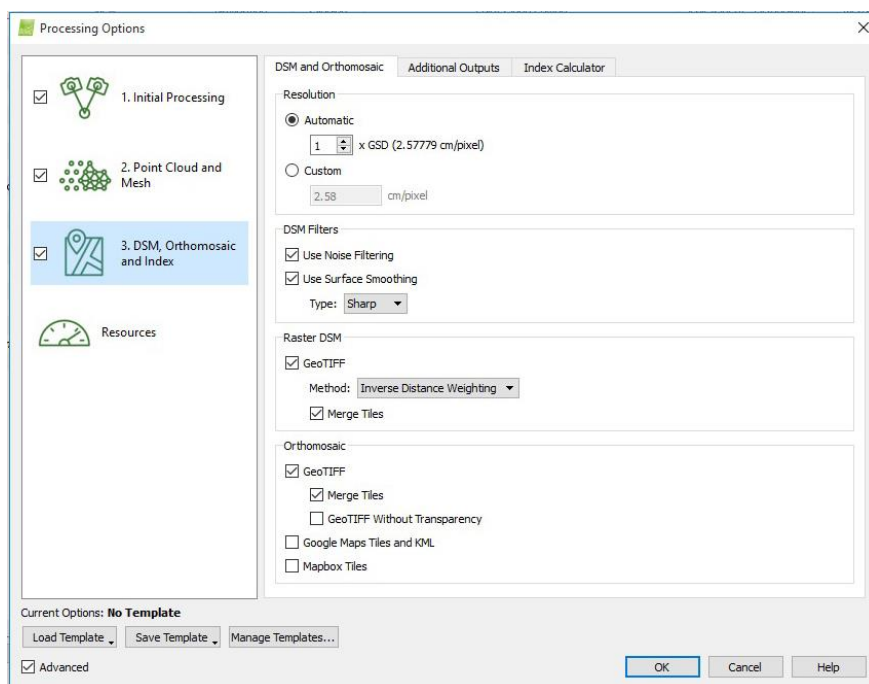 Processing Options
1. Initial Processing
2. Point Cloud and
Mesh
3. DSM, Orthomosaic
and Index
Resources
DSM and Orthomosaic
Additional Outputs
Index Calculator
Resolution
Automatic
1 x GSD (2.57779 cm/pixel)
Custom
2.58 cm/pixel
DSM Filters
Use Noise Filtering
Use Surface Smoothing
Type: Sharp
Raster DSM
GeoTIFF
Method: Inverse Distance Weighting
Merge Tiles
Orthomosaic
GeoTIFF
Merge Tiles
GeoTIFF Without Transparency
Google Maps Tiles and KML
Mapbox Tiles
Current Options: No Template
Load Template
Save Template
Manage Templates...
Advanced
OK
Cancel
Help